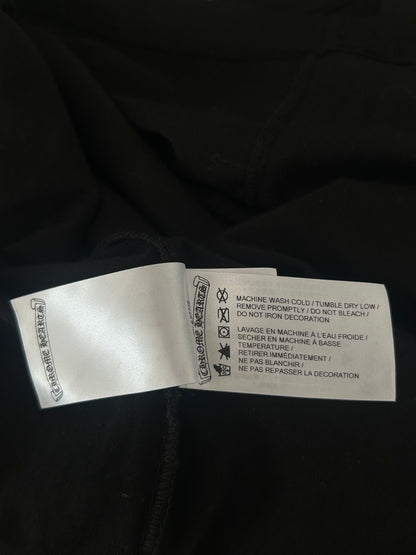 CHROME HEARTS
CHROME HEARTS
MACHINE WASH COLD / TUMBLE DRY LOW /
REMOVE PROMPTLY / DO NOT BLEACH /
DO NOT IRON DECORATION
LAVAGE EN MACHINE À L'EAU FROIDE /
SECHER EN MACHINE À BASSE
TEMPERATURE /
RETIRER IMMÉDIATEMENT /
NE PAS BLANCHIR /
NE PAS REPASSER LA DECORATION